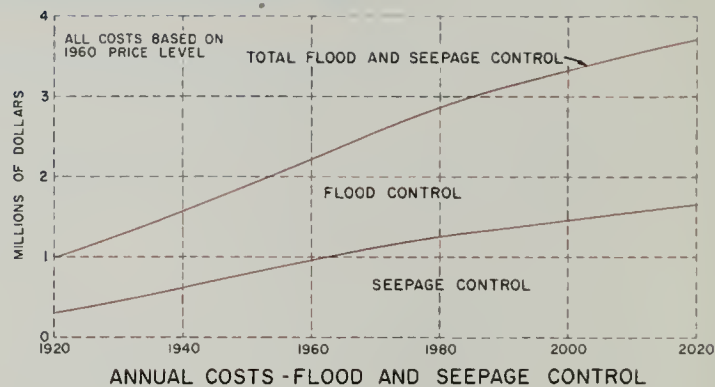 4
ALL COSTS BASED ON
1960 PRICE LEVEL
TOTAL FLOOD AND SEEPAGE CONTROL
3
MILLIONS OF DOLLARS
2
FLOOD CONTROL
1
SEEPAGE CONTROL
0
1920 1940 1960 1980 2000 2020
ANNUAL COSTS - FLOOD AND SEEPAGE CONTROL